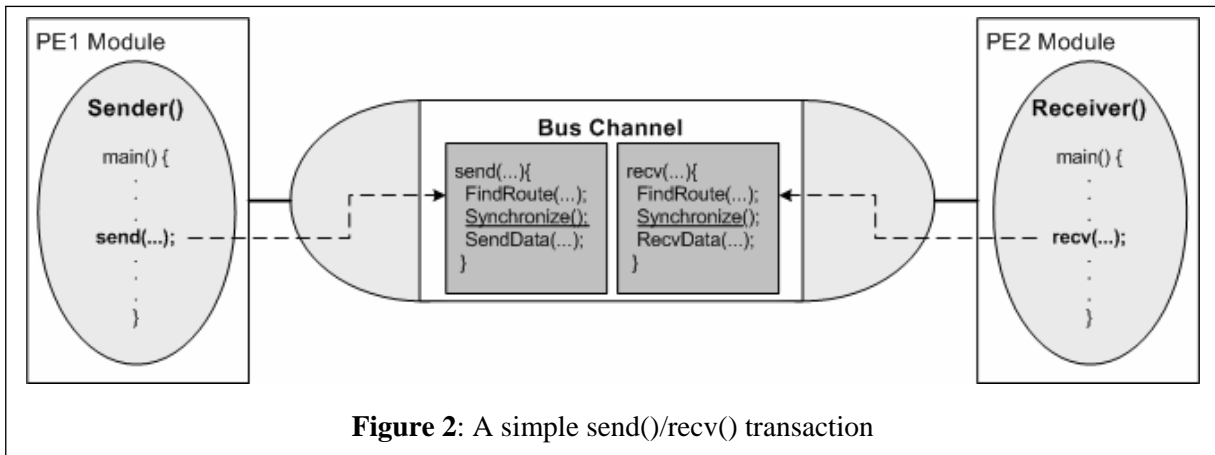 PE1 Module
Sender()
main() {
.
.
.
send(...);
.
.
.
}
Bus Channel
send(...){
FindRoute(...);
Synchronize();
SendData(...);
}
recv(...){
FindRoute(...);
Synchronize();
RecvData(...);
}
PE2 Module
Receiver()
main() {
.
.
.
recv(...);
.
.
.
}
Figure 2: A simple send()/recv() transaction